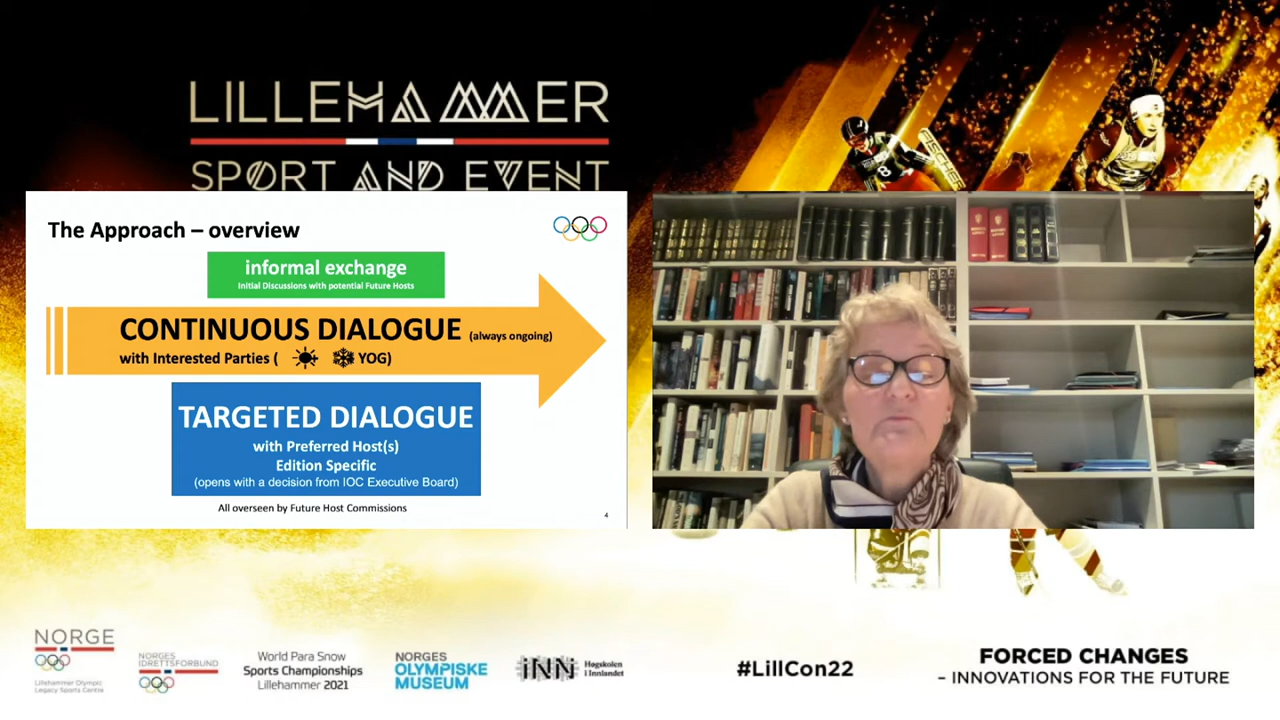 LILLEHAMMER
SPORT AND EVENT
The Approach – overview
informal exchange
Initial Discussions with potential Future Hosts
CONTINUOUS DIALOGUE (always ongoing)
with Interested Parties ( YOG)
TARGETED DIALOGUE
with Preferred Host(s)
Edition Specific
(opens with a decision from IOC Executive Board)
All overseen by Future Host Commissions
4
FISCHER
8
NORGE
Lillehammer Olympic
Legacy Sports Centre
NORGES
IDRETTSFORBUND
World Para Snow
Sports Championships
Lillehammer 2021
NORGES
OLYMPISKE
MUSEUM
iNN
Høgskolen
i Innlandet
#LillCon22
FORCED CHANGES
– INNOVATIONS FOR THE FUTURE